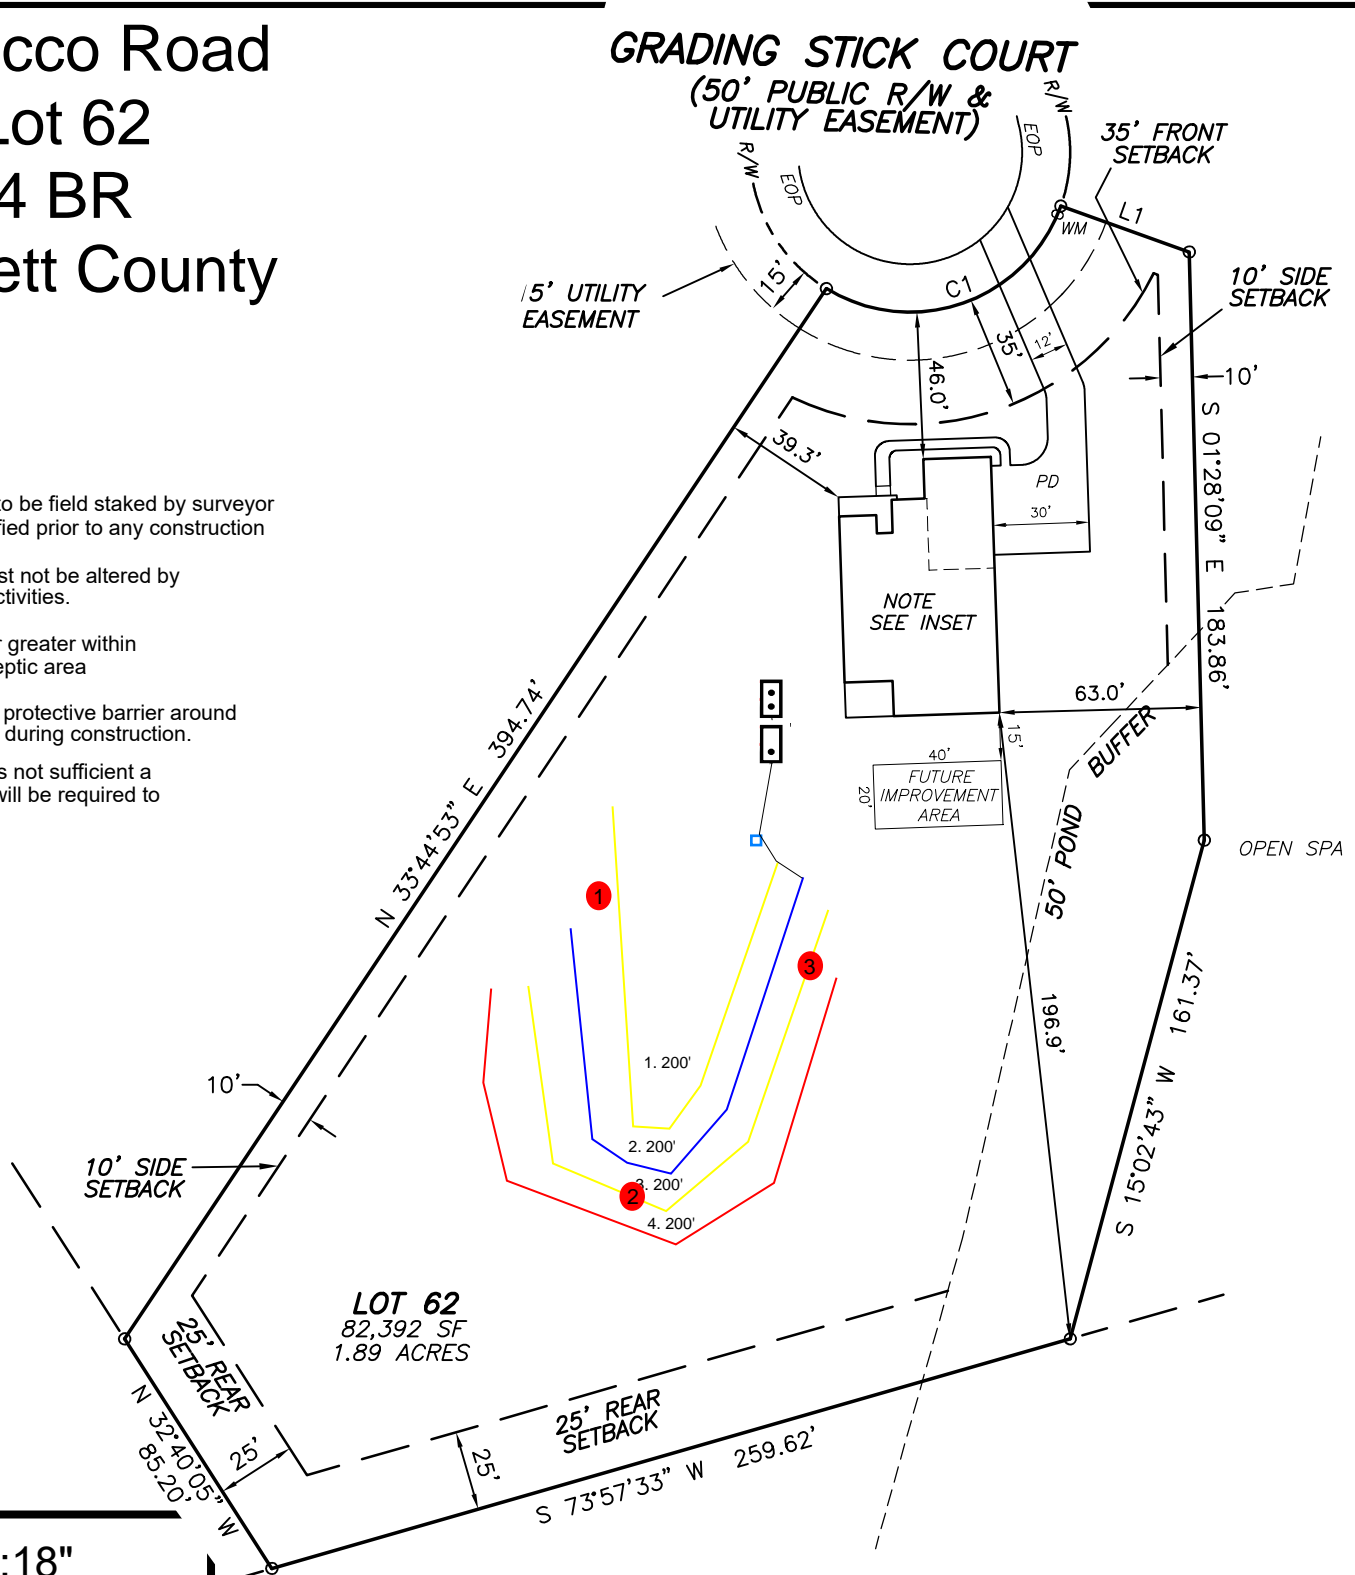 cco Road
Lot 62
4 BR
ett County
to be field staked by surveyor
fied prior to any construction
st not be altered by
ctivities.
r greater within
eptic area
protective barrier around
during construction.
s not sufficient a
will be required to
:18"
GRADING STICK COURT
(50' PUBLIC R/W &
UTILITY EASEMENT)
R/W
R/W
EOP
EOP
35' FRONT
SETBACK
L1
WM
10' SIDE
SETBACK
15'
5' UTILITY
EASEMENT
C1
35'
12'
46.0'
10'
39.3'
PD
30'
S 01°28'09" E 183.86'
NOTE
SEE INSET
63.0'
15'
40'
20'
FUTURE
IMPROVEMENT
AREA
50' POND BUFFER
OPEN SPA
N 33°44'53" E 394.74'
1
3
196.9'
S 15°02'43" W 161.37'
1. 200'
2. 200'
3. 200'
2
4. 200'
10'
10' SIDE
SETBACK
LOT 62
82,392 SF
1.89 ACRES
25' REAR
SETBACK
25' REAR
SETBACK
N 32°40'05" W
85.20'
25'
25'
S 73°57'33" W 259.62'